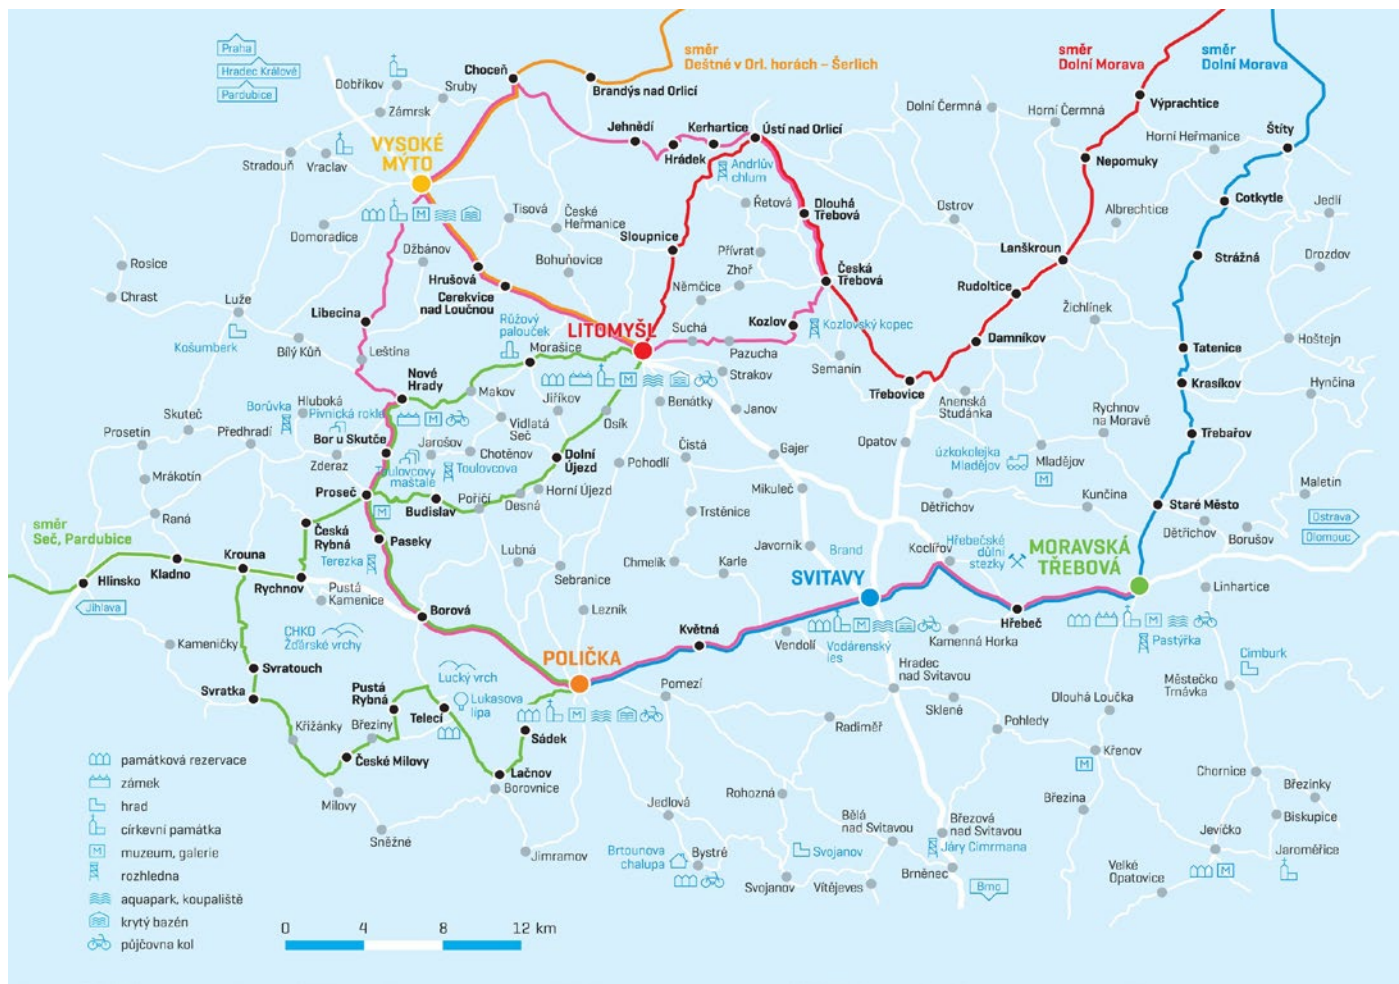 Praha
Hradec Králové
Pardubice
směr
Deštné v Orl. horách – Šerlich
směr
Dolní Morava
směr
Dolní Morava
Choceň
Dobříkov
Sruby
Brandýs nad Orlicí
Zámrsk
Výprachtice
Dolní Čermná
Horní Čermná
Jehnědí
Kerhartice
Ústí nad Orlicí
Hrádek
Horní Heřmanice
Štíty
VYSOKÉ
MÝTO
Stradouň
Vraclav
Nepomuky
Andrlův
chlum
Řetová
Cotkytle
Jedlí
Tisová
České
Heřmanice
Dlouhá
Třebová
Ostrov
Albrechtice
Domoradice
Džbánov
Sloupnice
Přívrat
Lanškroun
Strážná
Drozdov
Rosice
Bohuňovice
Zhoř
Česká
Třebová
Hrušová
Cerekvice
nad Loučnou
Němčice
Rudoltice
Chrast
Luže
Libecina
Žichlínek
Košumberk
Bílý Kůň
Růžový
palouček
LITOMYŠL
Suchá
Kozlov
Kozlovský kopec
Damníkov
Hoštejn
Leština
Morašice
Pazucha
Semanín
Tatenice
Nové
Hrady
Makov
Strakov
Třebovice
Krasíkov
Hynčina
Hluboká
Borůvka
Pivnická rokle
Jiříkov
Benátky
Janov
Anenská
Studánka
Rychnov
na Moravě
Skuteč
Prosetín
Předhradí
Bor u Skutče
Vidlatá
Seč
Osík
Třebařov
Zderaz
Jarošov
Chotěnov
Čistá
Gajer
Opatov
úzkokolejka
Mladějov
Mladějov
Mrákotín
Toulovcovy
maštale
Toulovcova
Dolní
Újezd
Pohodlí
Maletín
Proseč
Poříčí
Horní Újezd
Mikuleč
Dětřichov
Kunčina
Staré Město
Budislav
Desná
Trstěnice
Raná
Ostrava
směr
Seč, Pardubice
Česká
Rybná
Dětřichov
Borušov
Olomouc
Paseky
Javorník
Brand
Koclířov
Hřebečské
důlní
stezky
MORAVSKÁ
TŘEBOVÁ
Krouna
Terezka
Lubná
Chmelík
Karle
Kladno
Hlinsko
Rychnov
Sebranice
SVITAVY
Linhartice
Pustá
Kamenice
Jihlava
Borová
Lezník
Hřebeč
Kameničky
CHKO
Žďárské vrchy
Květná
Vendolí
Vodárenský
les
Kamenná Horka
Pastýřka
Cimburk
POLIČKA
Svratouch
Lucký vrch
Hradec
nad Svitavou
Městečko
Trnávka
Svratka
Pustá
Rybná
Lukasova
lípa
Pomezí
Dlouhá Loučka
Telecí
Sklené
Křižánky
Březiny
Radiměř
Pohledy
Sádek
České Milovy
Křenov
památková rezervace
Lačnov
Chornice
zámek
Milovy
Borovnice
Rohozná
Březinky
hrad
Jedlová
Bělá
nad Svitavou
Březina
Biskupice
církevní památka
Sněžné
Březová
nad Svitavou
Jevíčko
muzeum, galerie
Jimramov
Brtounova
chalupa
Bystré
Svojanov
Járy Cimrmana
Jaroměřice
rozhledna
Svojanov
Vítějeves
Brněnec
Velké
Opatovice
aquapark, koupaliště
Brno
krytý bazén
půjčovna kol
0 4 8 12 km